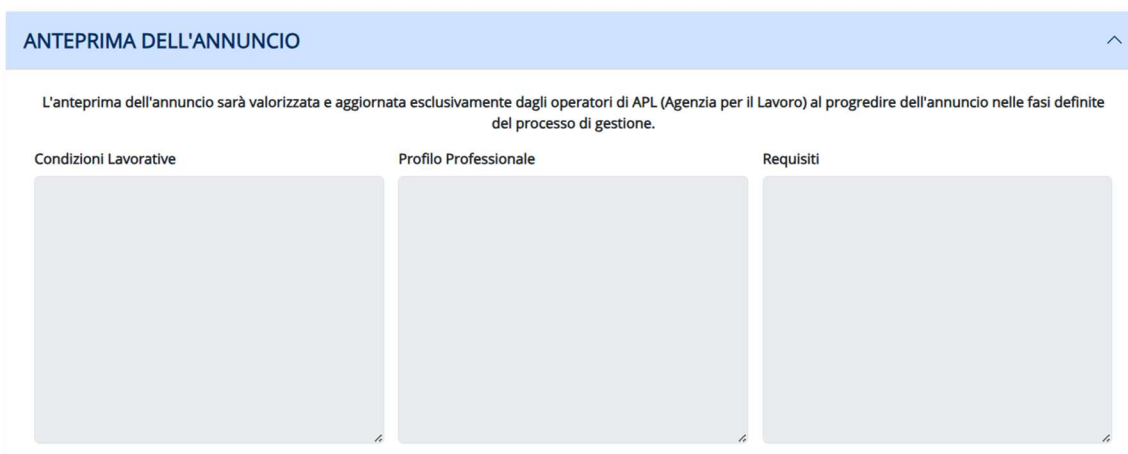 ANTEPRIMA DELL'ANNUNCIO
L'anteprima dell'annuncio sarà valorizzata e aggiornata esclusivamente dagli operatori di APL (Agenzia per il Lavoro) al progredire dell'annuncio nelle fasi definite
del processo di gestione.
Condizioni Lavorative
Profilo Professionale
Requisiti